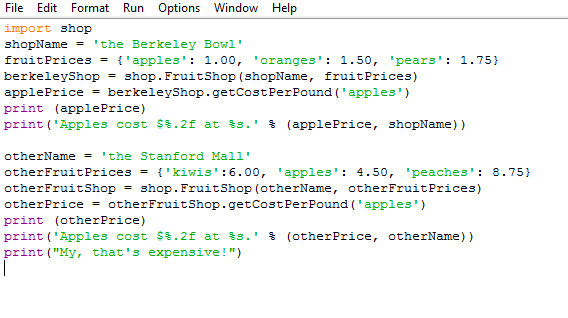 File Edit Format Run Options Window Help
import shop
shopName = 'the Berkeley Bowl'
fruitPrices = {'apples': 1.00, 'oranges': 1.50, 'pears': 1.75}
berkeleyShop = shop.FruitShop(shopName, fruitPrices)
applePrice = berkeleyShop.getCostPerPound('apples')
print (applePrice)
print('Apples cost $%.2f at %s.' % (applePrice, shopName))
otherName = 'the Stanford Mall'
otherFruitPrices = {'kiwis':6.00, 'apples': 4.50, 'peaches': 8.75}
otherFruitShop = shop.FruitShop(otherName, otherFruitPrices)
otherPrice = otherFruitShop.getCostPerPound('apples')
print (otherPrice)
print('Apples cost $%.2f at %s.' % (otherPrice, otherName))
print("My, that's expensive!")